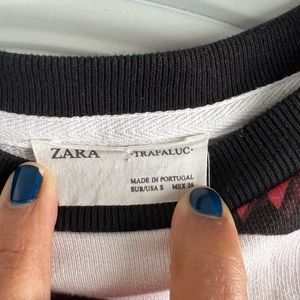 ZARA
·TRAFALUC·
MADE IN PORTUGAL
EUR/USA S MEX 26